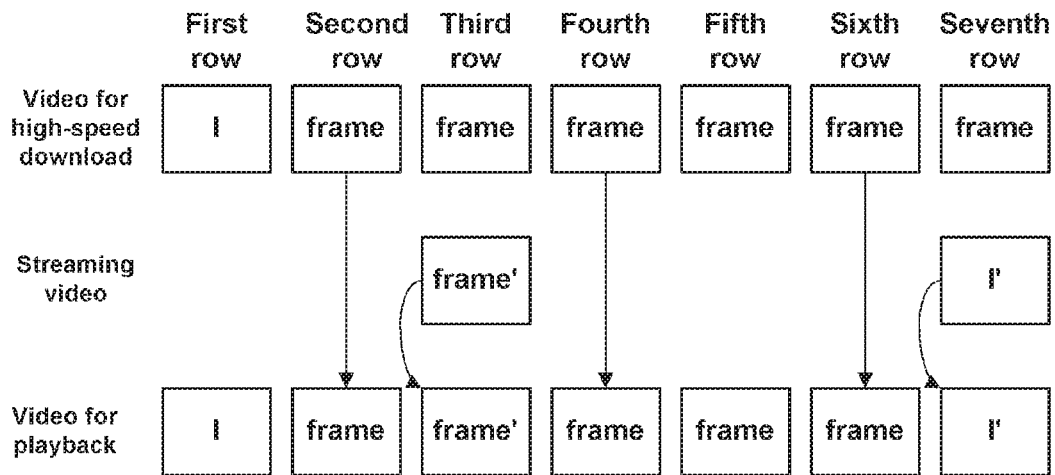 First row
Second row
Third row
Fourth row
Fifth row
Sixth row
Seventh row
Video for
high-speed
download
I
frame
frame
frame
frame
frame
frame
Streaming
video
frame'
I'
Video for
playback
I
frame
frame'
frame
frame
frame
I'